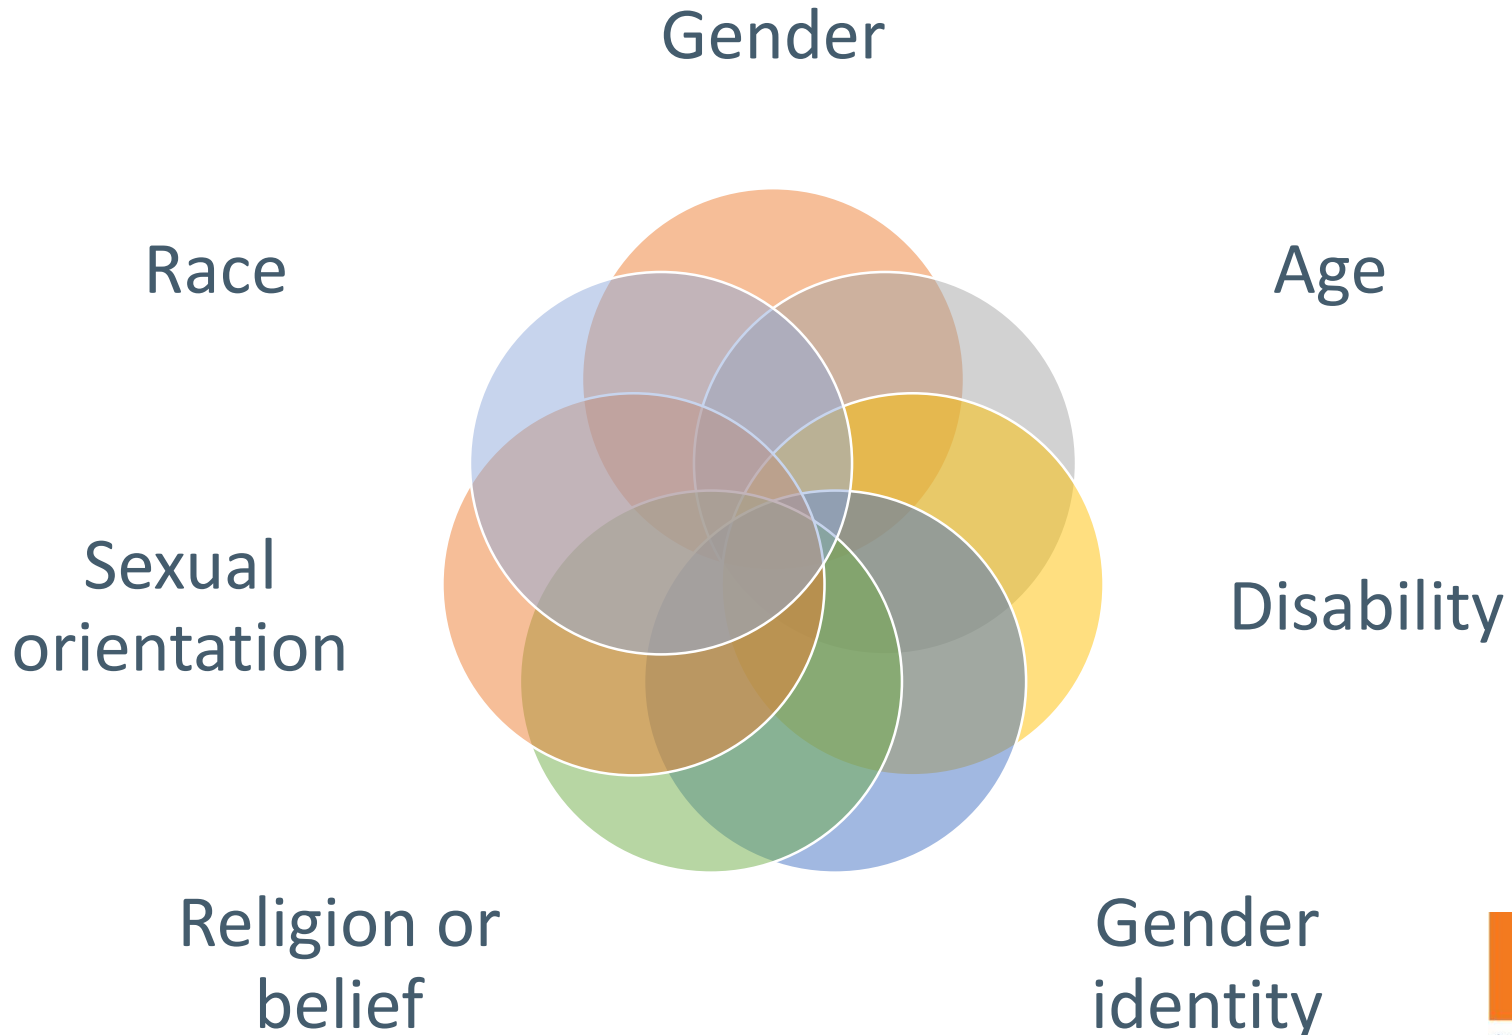 Gender
Race
Age
Sexual
orientation
Disability
Religion or
belief
Gender
identity